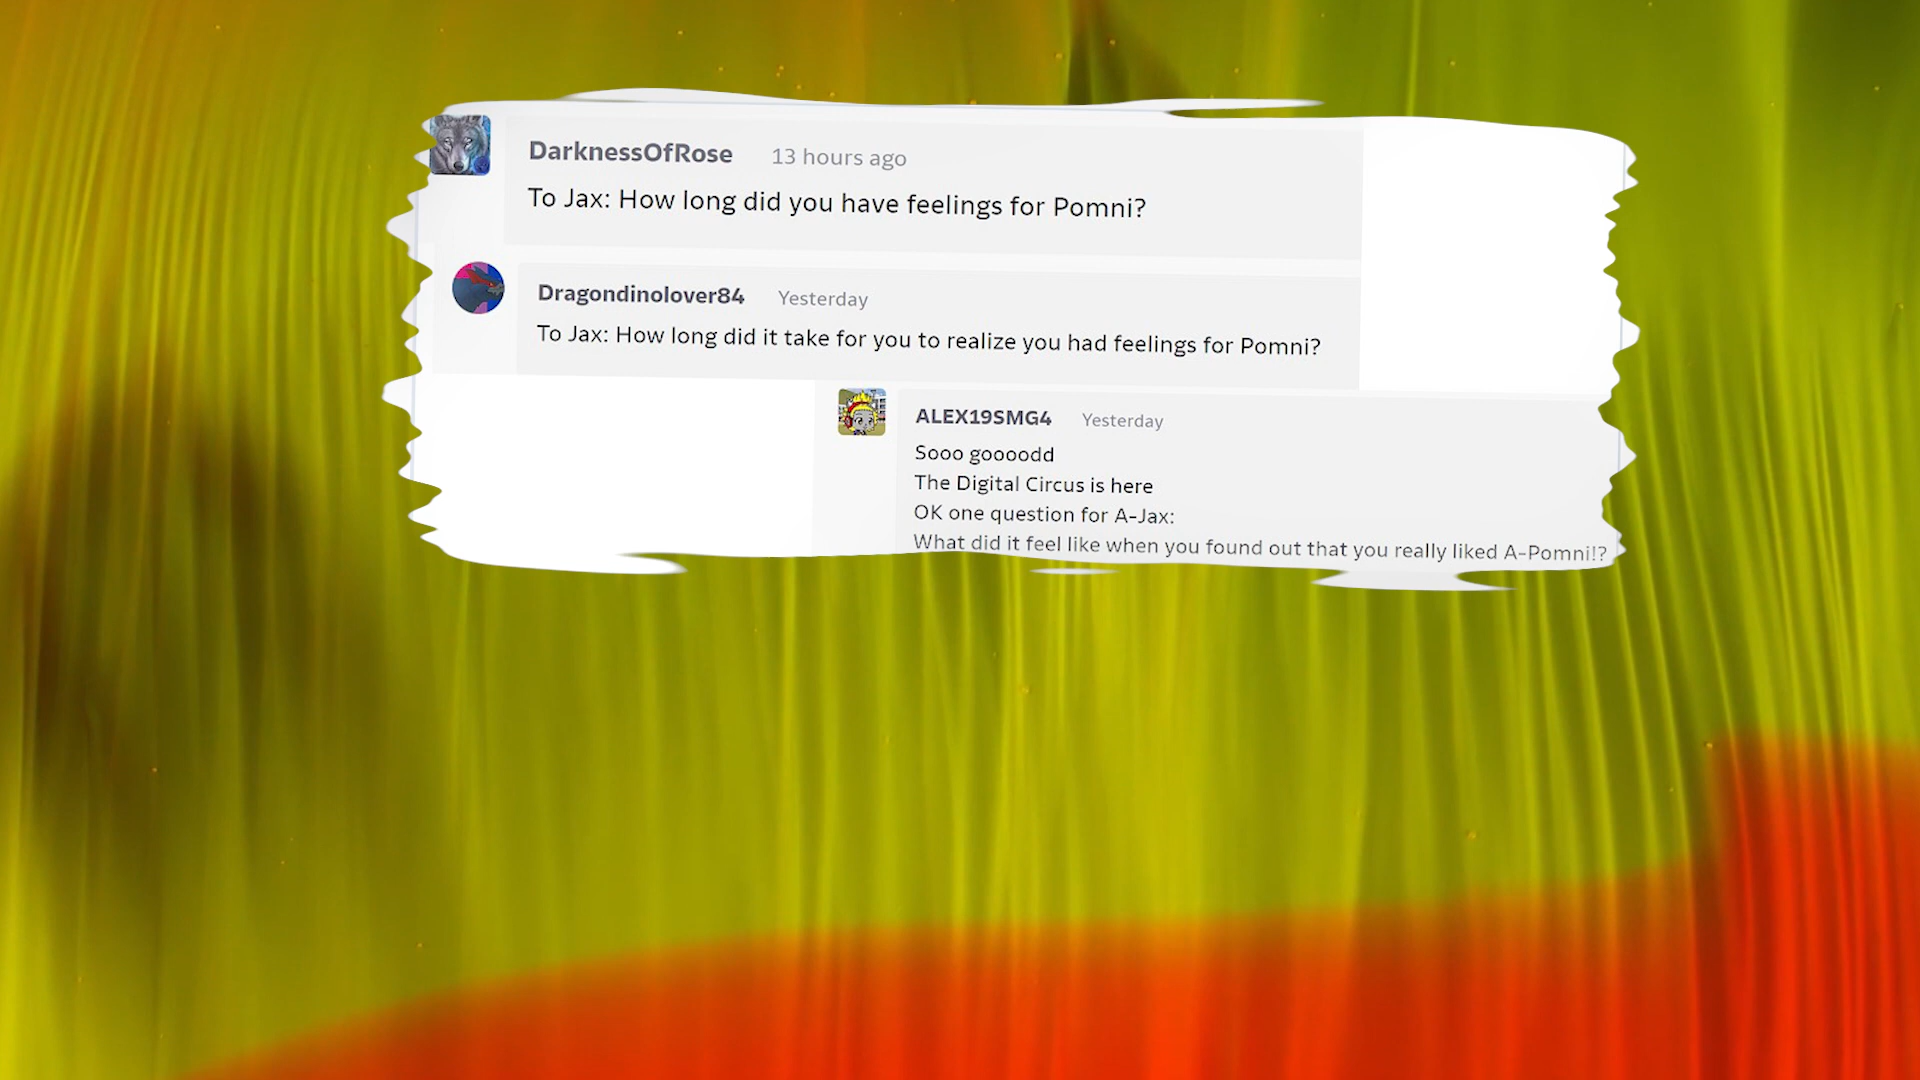 DarknessOfRose 13 hours ago
To Jax: How long did you have feelings for Pomni?
Dragondinolover84 Yesterday
To Jax: How long did it take for you to realize you had feelings for Pomni?
ALEX19SMG4 Yesterday
Sooo goooodd
The Digital Circus is here
OK one question for A-Jax:
What did it feel like when you found out that you really liked A-Pomni!?